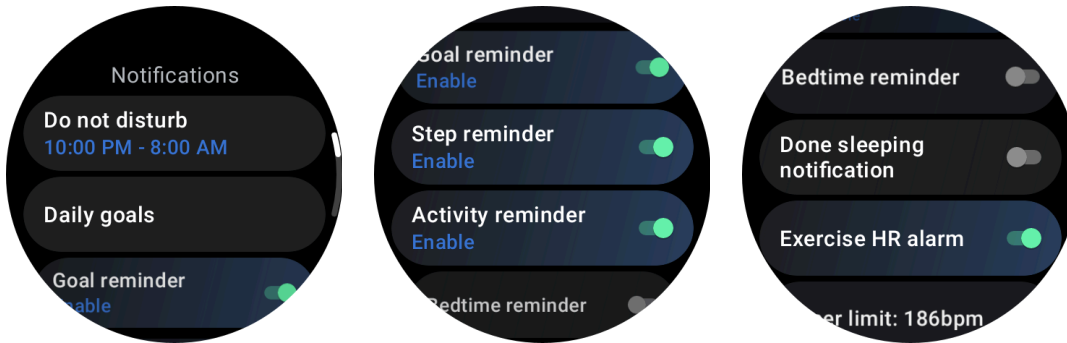 Notifications
Do not disturb
10:00 PM - 8:00 AM
Daily goals
Goal reminder
Enable
Goal reminder
Enable
Step reminder
Enable
Activity reminder
Enable
Bedtime reminder
Bedtime reminder
Done sleeping
notification
Exercise HR alarm
limit: 186bpm